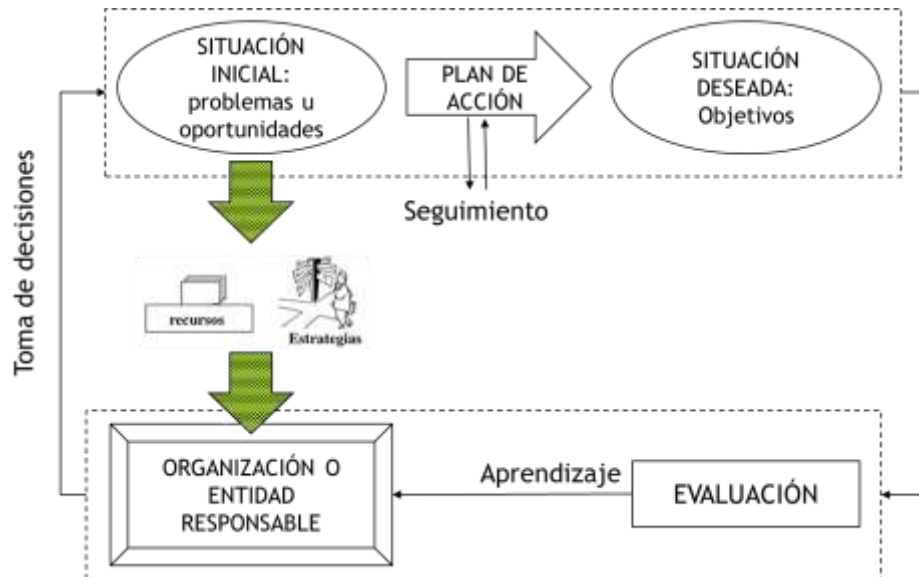 SITUACIÓN
INICIAL:
problemas u
oportunidades
PLAN DE
ACCIÓN
SITUACIÓN
DESEADA:
Objetivos
Seguimiento
Toma de decisiones
recursos
Estrategias
ORGANIZACIÓN O
ENTIDAD
RESPONSABLE
Aprendizaje
EVALUACIÓN